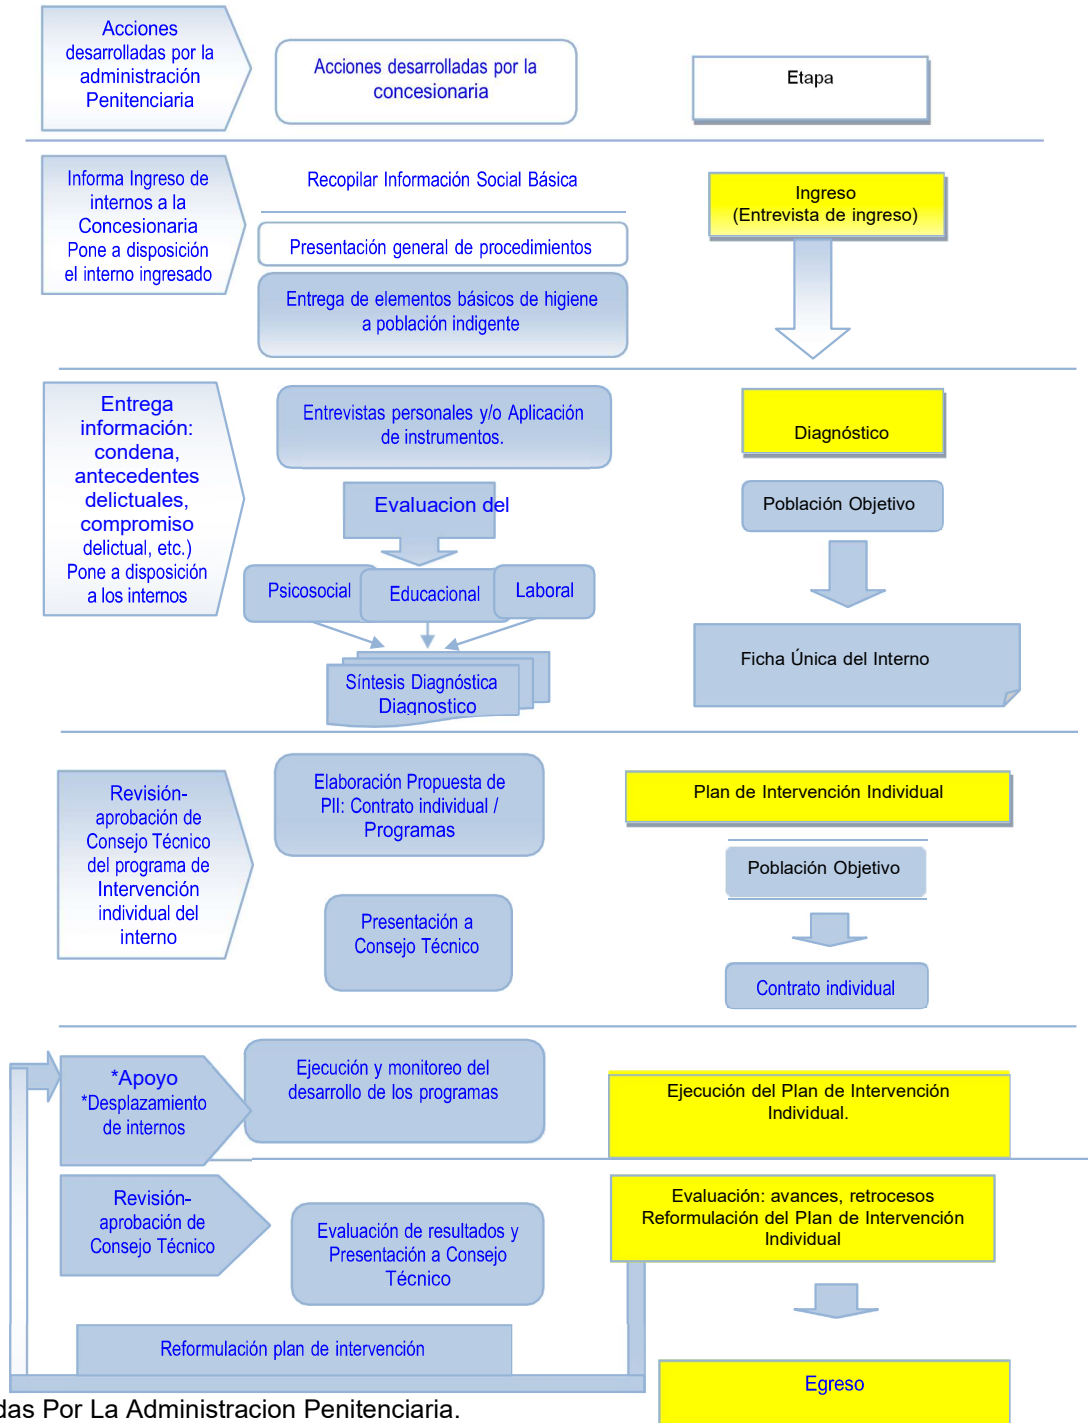 Acciones
desarrolladas por la
administración
Penitenciaria
Acciones desarrolladas por la
concesionaria
Etapa
Informa Ingreso de
internos a la
Concesionaria
Pone a disposición
el interno ingresado
Recopilar Información Social Básica
Presentación general de procedimientos
Entrega de elementos básicos de higiene
a población indigente
Ingreso
(Entrevista de ingreso)
Entrega
información:
condena,
antecedentes
delictuales,
compromiso
delictual, etc.)
Pone a disposición
a los internos
Entrevistas personales y/o Aplicación
de instrumentos.
Evaluacion del
Psicosocial
Educacional
Laboral
Síntesis Diagnóstica
Diagnostico
Diagnóstico
Población Objetivo
Ficha Única del Interno
Revisión-
aprobación de
Consejo Técnico
del programa de
Intervención
individual del
interno
Elaboración Propuesta de
PII: Contrato individual /
Programas
Presentación a
Consejo Técnico
Plan de Intervención Individual
Población Objetivo
Contrato individual
*Apoyo
*Desplazamiento
de internos
Ejecución y monitoreo del
desarrollo de los programas
Ejecución del Plan de Intervención
Individual.
Revisión-
aprobación de
Consejo Técnico
Evaluación de resultados y
Presentación a Consejo
Técnico
Evaluación: avances, retrocesos
Reformulación del Plan de Intervención
Individual
Reformulación plan de intervención
Egreso
das Por La Administracion Penitenciaria.